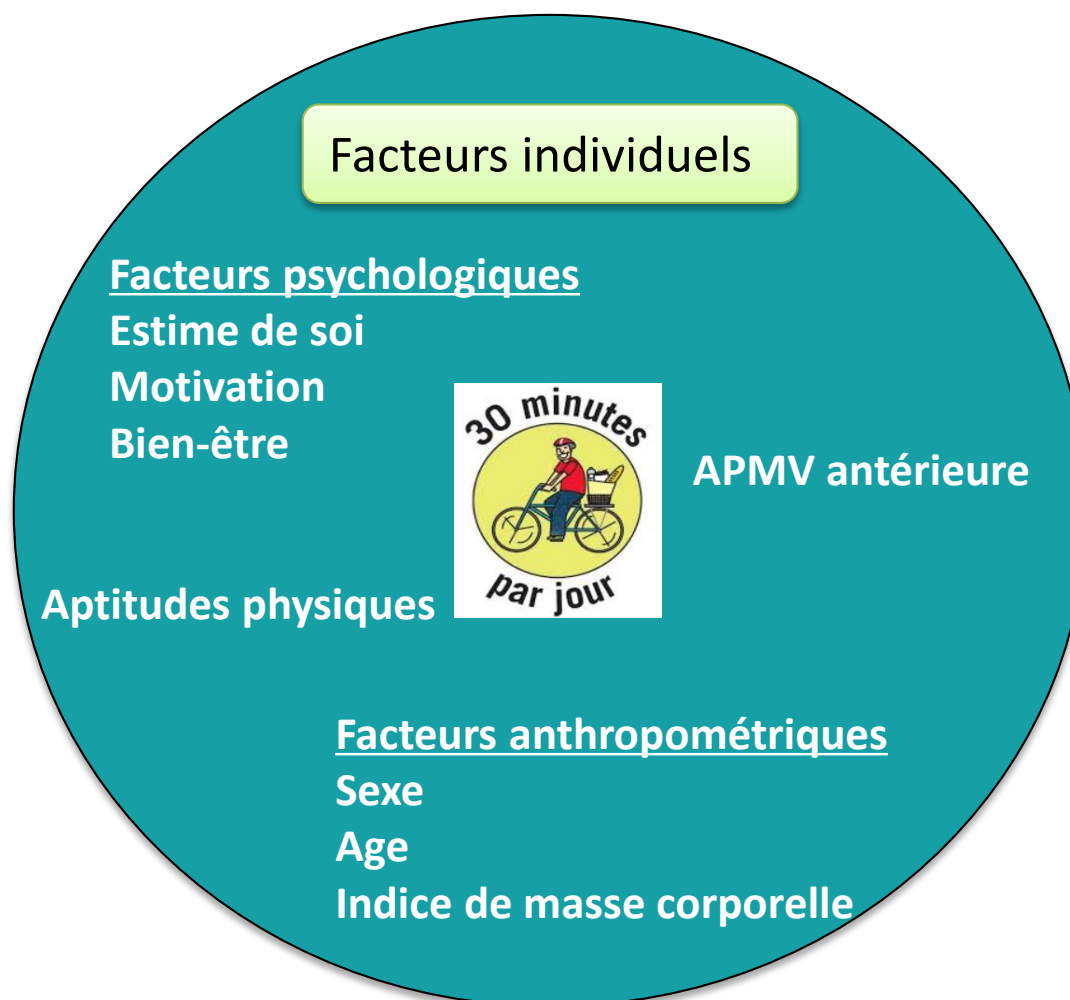 Facteurs individuels
Facteurs psychologiques
Estime de soi
Motivation
Bien-être
30 minutes
par jour
APMV antérieure
Aptitudes physiques
Facteurs anthropométriques
Sexe
Age
Indice de masse corporelle